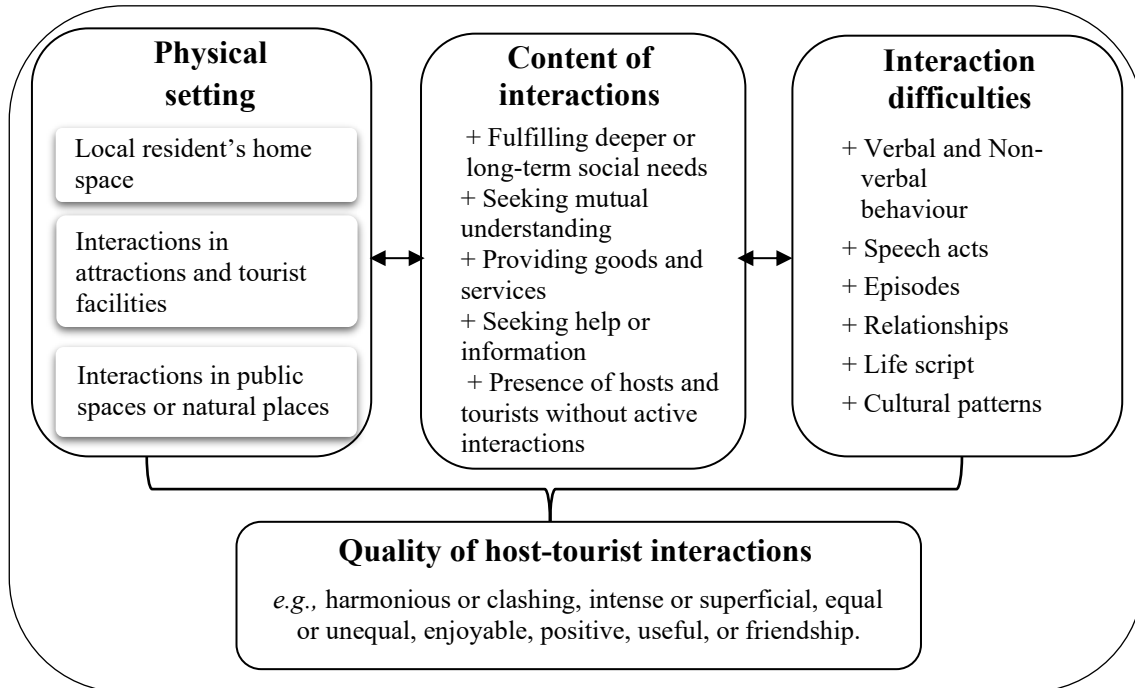 Physical
setting
Local resident's home
space
Interactions in
attractions and tourist
facilities
Interactions in public
spaces or natural places
Content of
interactions
+ Fulfilling deeper or
long-term social needs
+ Seeking mutual
understanding
+ Providing goods and
services
+ Seeking help or
information
+ Presence of hosts and
tourists without active
interactions
Interaction
difficulties
+ Verbal and Non-
verbal
behaviour
+ Speech acts
+ Episodes
+ Relationships
+ Life script
+ Cultural patterns
Quality of host-tourist interactions
e.g., harmonious or clashing, intense or superficial, equal
or unequal, enjoyable, positive, useful, or friendship.